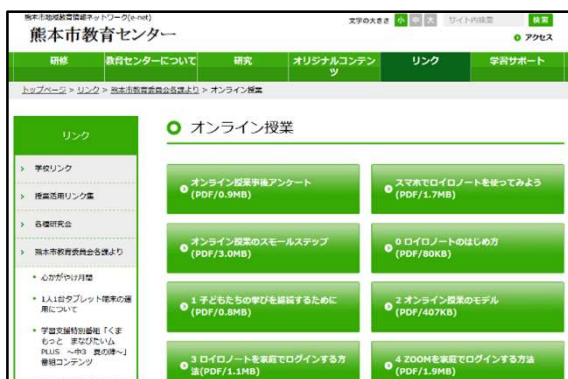 熊本市地域教育情報ネットワーク(e-net)
熊本市教育センター
文字の大きさ 小 中 大 サイト内検索 検索
アクセス
研修 教育センターについて 研究 オリジナルコンテン
ツ リンク 学習サポート
トップページ > リンク > 熊本市教育委員会各課より > オンライン授業
リンク
学校リンク
授業活用リンク集
各種研究会
熊本市教育委員会各課より
心かがやけ月間
1人1台タブレット端末の運
用について
学習支援特別番組「くま
もっと まなびたいム
PLUS ~中3 夏の陣~」
番組コンテンツ
オンライン授業
オンライン授業事後アンケート
(PDF/0.9MB)
スマホでロイロノートを使ってみよう
(PDF/1.7MB)
オンライン授業のスモールステップ
(PDF/3.0MB)
0 ロイロノートのはじめ方
(PDF/80KB)
1 子どもたちの学びを継続するために
(PDF/0.8MB)
2 オンライン授業のモデル
(PDF/407KB)
3 ロイロノートを家庭でログインする方
法(PDF/1.1MB)
4 ZOOMを家庭でログインする方法
(PDF/1.9MB)